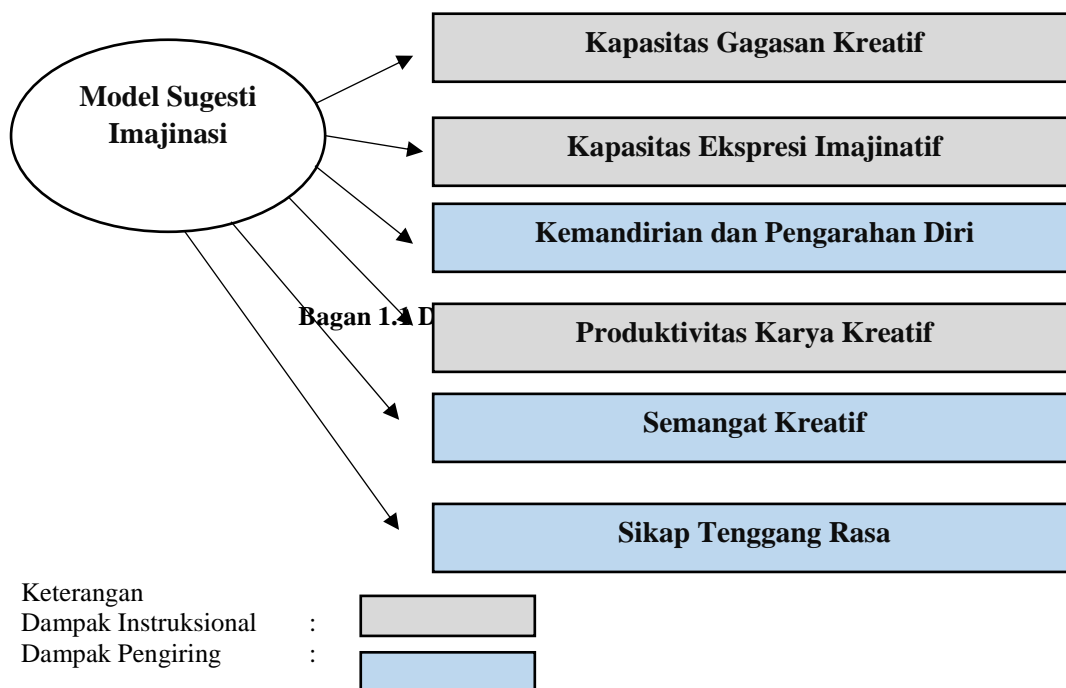 Kapasitas Gagasan Kreatif
Model Sugesti
Imajinasi
Kapasitas Ekspresi Imajinatif
Kemandirian dan Pengarahan Diri
Bagan 1.1 D
Produktivitas Karya Kreatif
Semangat Kreatif
Sikap Tenggang Rasa
Keterangan
Dampak Instruksional :
Dampak Pengiring :